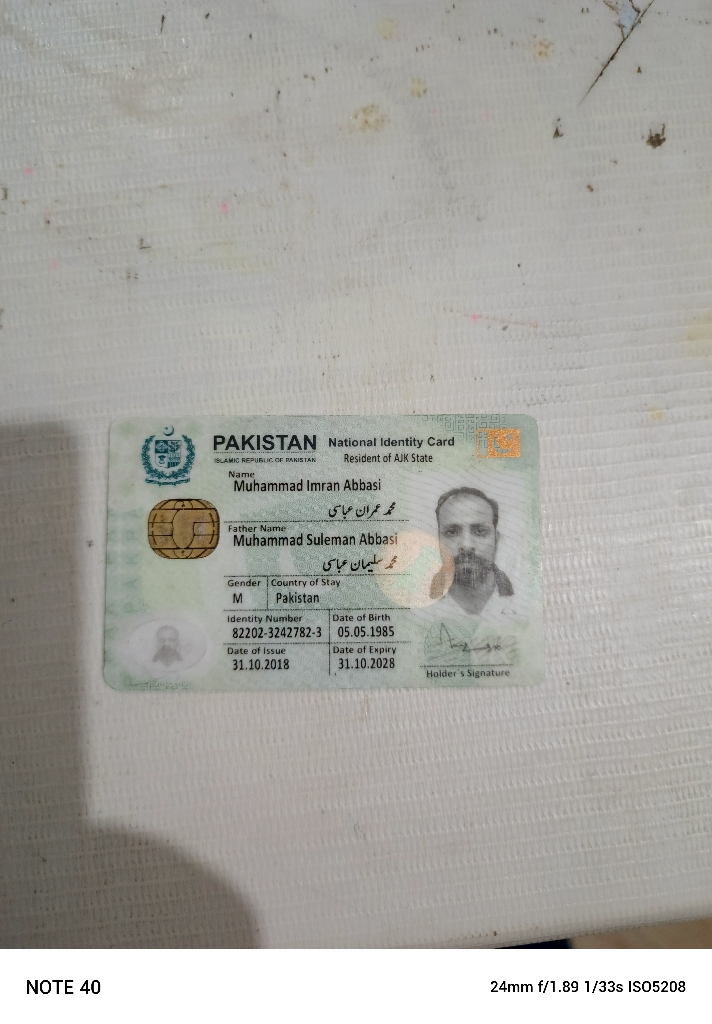 PAKISTAN National Identity Card
ISLAMIC REPUBLIC OF PAKISTAN Resident of AJK State
Name
Muhammad Imran Abbasi
محمد عمران عباسی
Father Name
Muhammad Suleman Abbasi
محمد سلیمان عباسی
Gender Country of Stay
M Pakistan
Identity Number Date of Birth
82202-3242782-3 05.05.1985
Date of Issue Date of Expiry
31.10.2018 31.10.2028
Holder's Signature
NOTE 40 24mm f/1.89 1/33s ISO5208